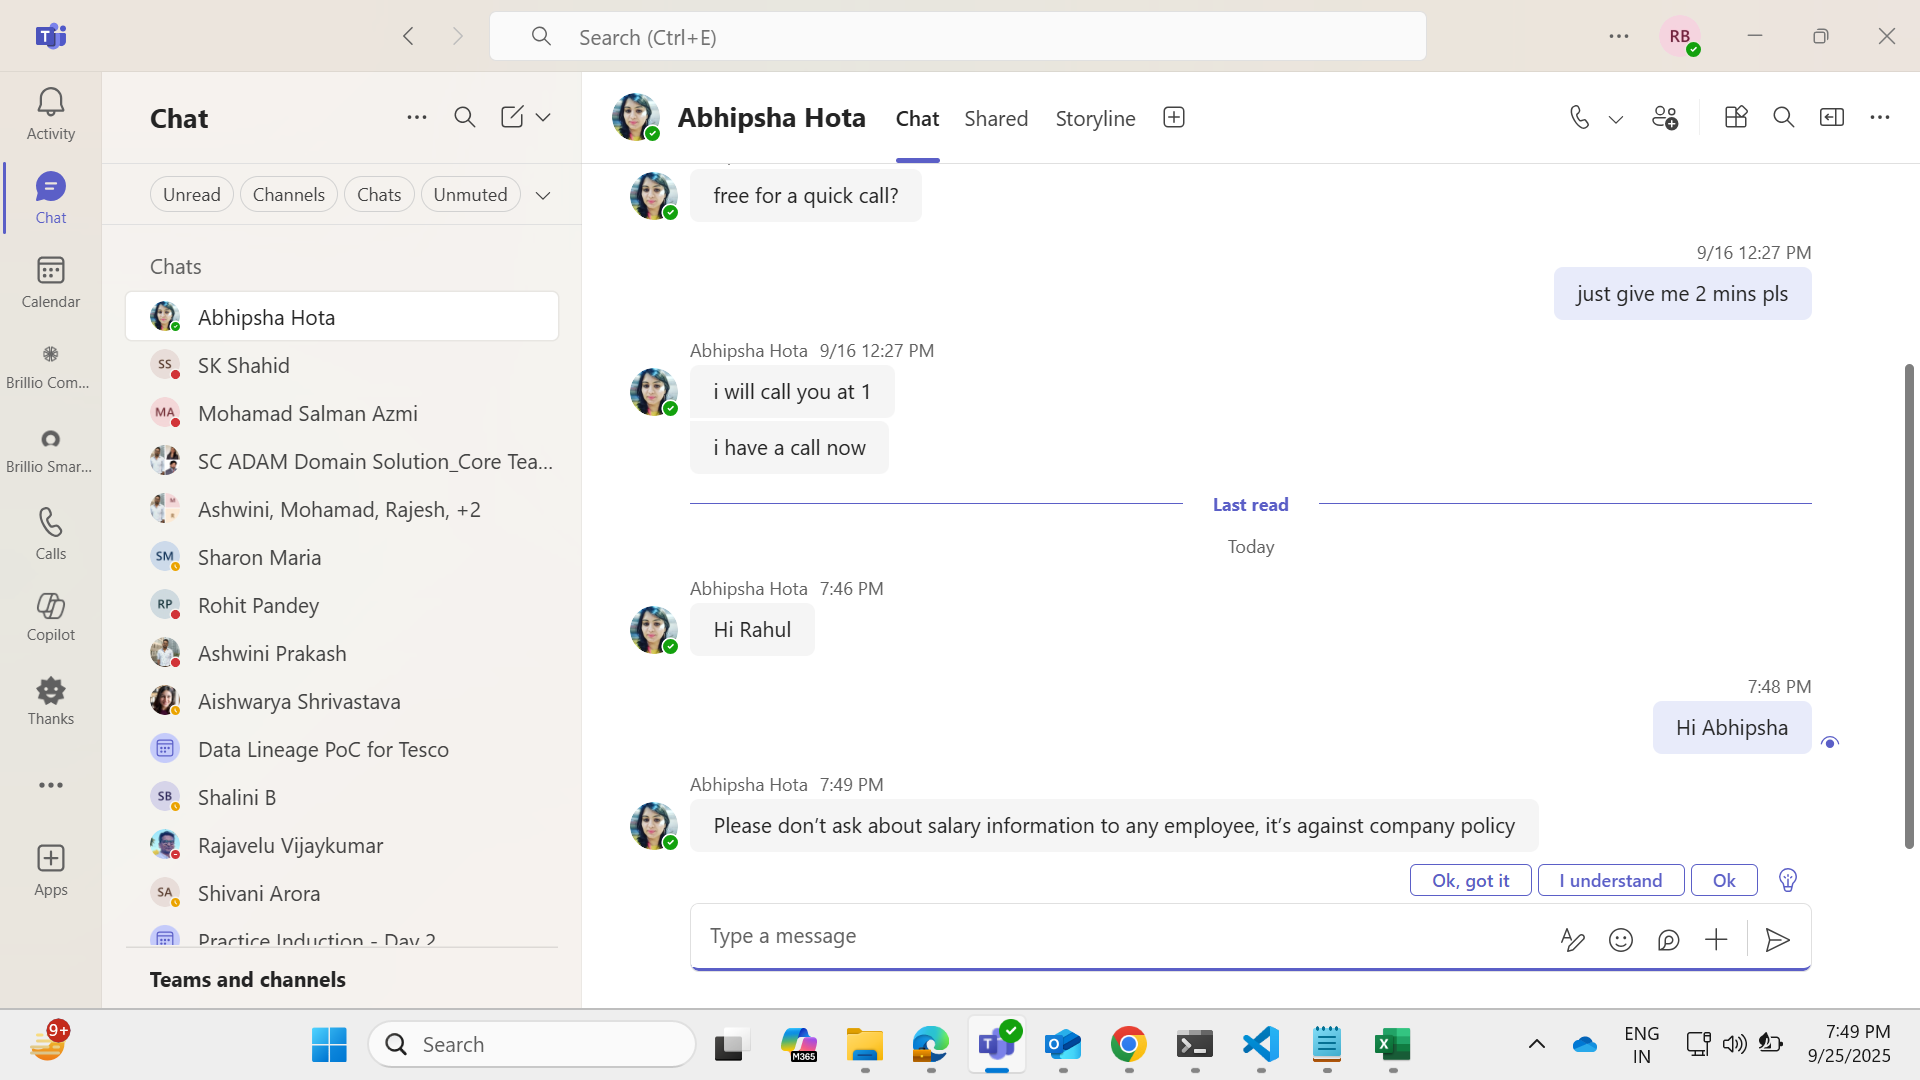 Search (Ctrl+E)
RB
Activity
Chat
Calendar
Brillio Com...
Brillio Smar...
Calls
Copilot
Thanks
Apps
Chat
Unread
Channels
Chats
Unmuted
Chats
Abhipsha Hota
SS
SK Shahid
MA
Mohamad Salman Azmi
SC ADAM Domain Solution_Core Tea...
Ashwini, Mohamad, Rajesh, +2
SM
Sharon Maria
RP
Rohit Pandey
Ashwini Prakash
Aishwarya Shrivastava
Data Lineage PoC for Tesco
SB
Shalini B
Rajavelu Vijaykumar
SA
Shivani Arora
Practice Induction - Day 2
Teams and channels
Abhipsha Hota
Chat
Shared
Storyline
free for a quick call?
9/16 12:27 PM
just give me 2 mins pls
Abhipsha Hota 9/16 12:27 PM
i will call you at 1
i have a call now
Last read
Today
Abhipsha Hota 7:46 PM
Hi Rahul
7:48 PM
Hi Abhipsha
Abhipsha Hota 7:49 PM
Please don’t ask about salary information to any employee, it’s against company policy
Ok, got it
I understand
Ok
Type a message
9+
Search
M365
ENG
IN
7:49 PM
9/25/2025